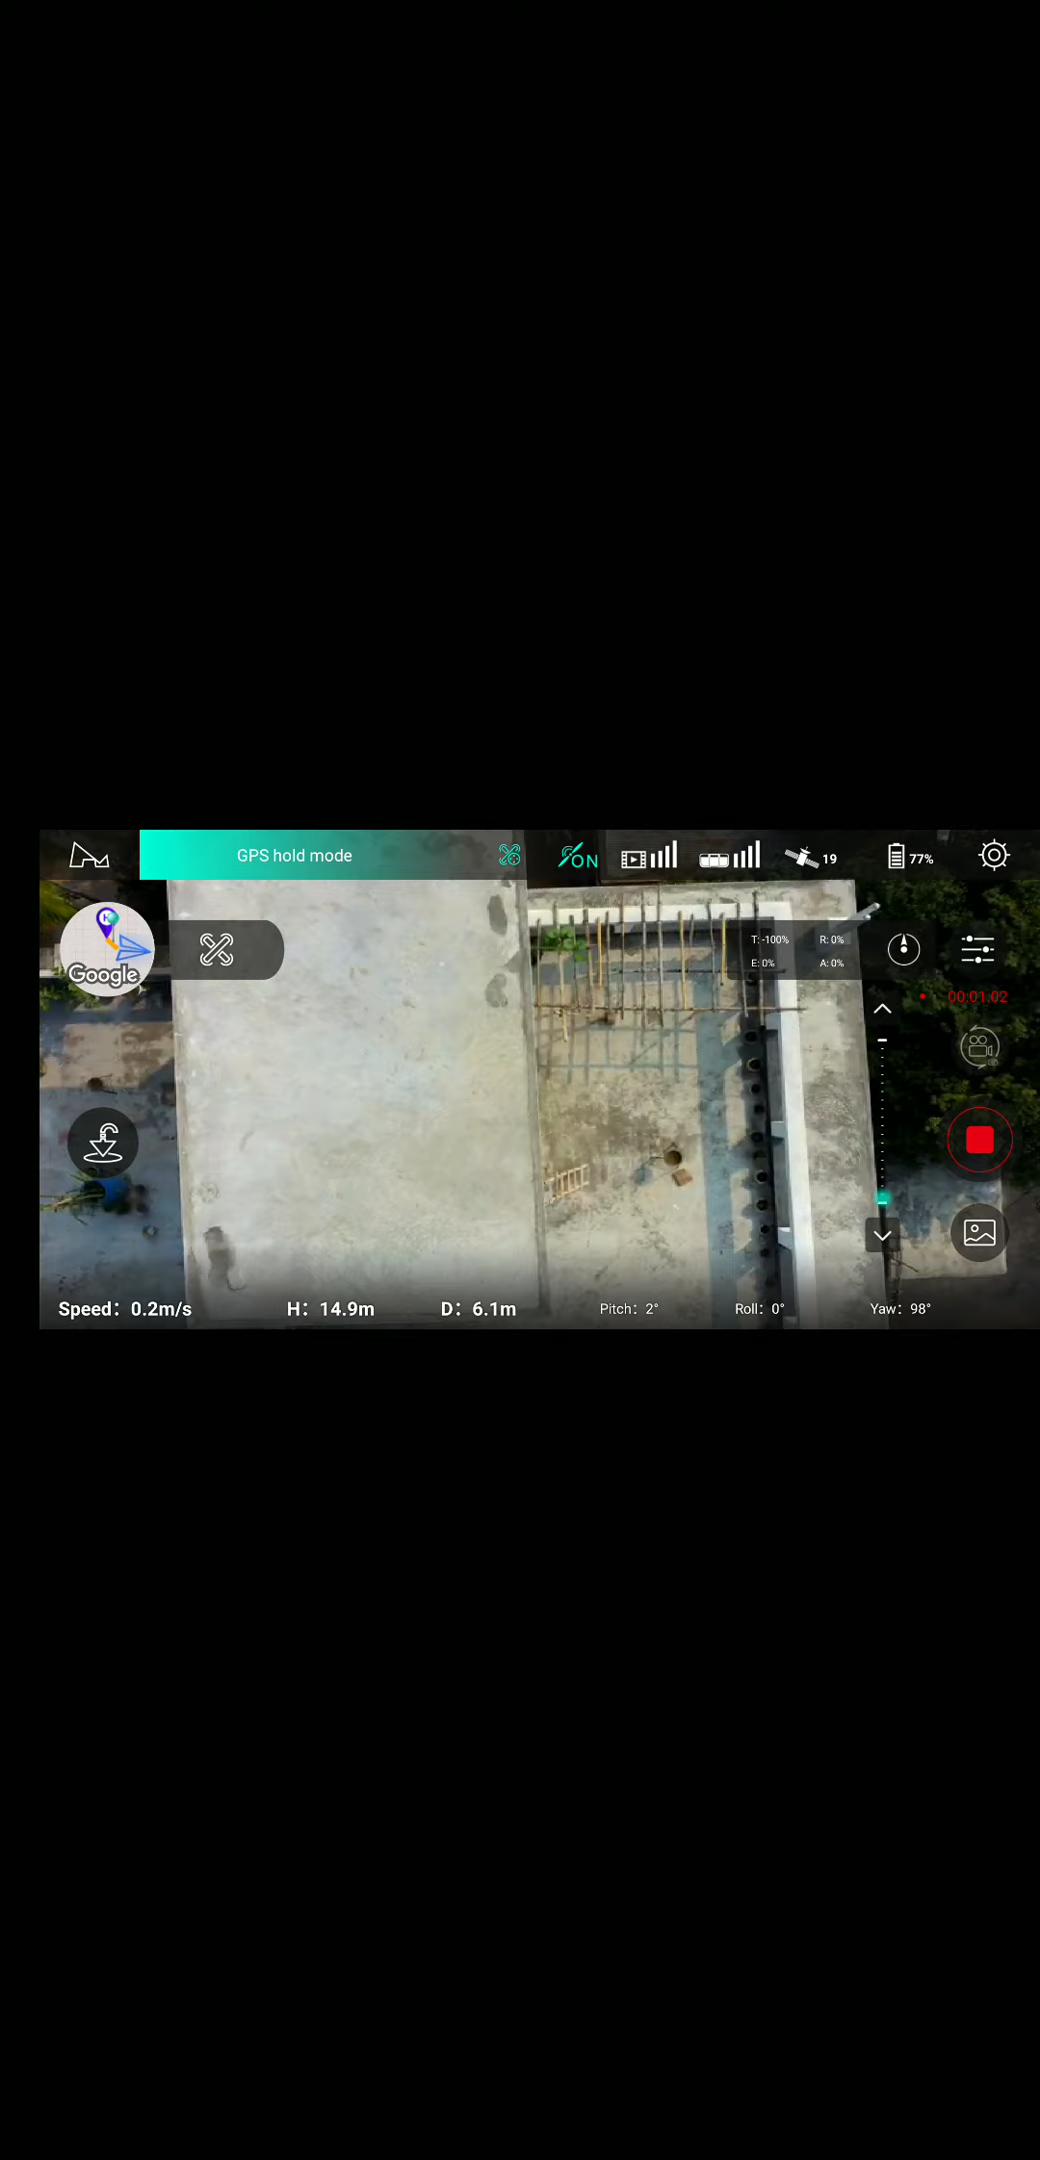 GPS hold mode
ON
19
77%
T: -100% R: 0%
E: 0% A: 0%
Google
00:01:02
Speed: 0.2m/s H: 14.9m D: 6.1m Pitch: 2° Roll: 0° Yaw: 98°